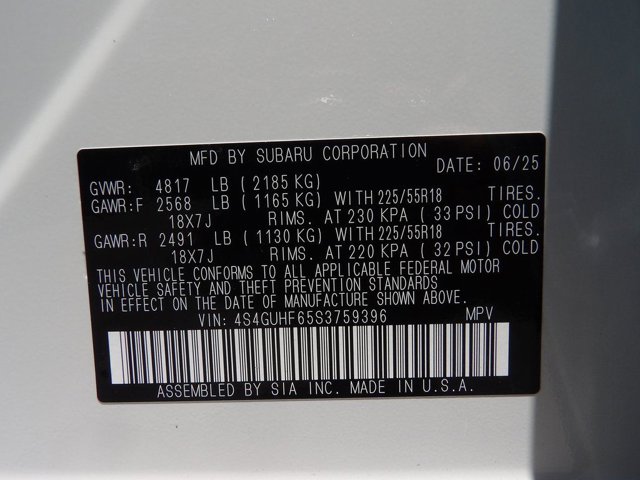 MFD BY SUBARU CORPORATION
DATE: 06/25
GVWR: 4817 LB (2185 KG)
GAWR:F 2568 LB (1165 KG) WITH 225/55R18 TIRES.
18X7J RIMS. AT 230 KPA (33 PSI) COLD
GAWR:R 2491 LB (1130 KG) WITH 225/55R18 TIRES.
18X7J RIMS. AT 220 KPA (32 PSI) COLD
THIS VEHICLE CONFORMS TO ALL APPLICABLE FEDERAL MOTOR
VEHICLE SAFETY AND THEFT PREVENTION STANDARDS
IN EFFECT ON THE DATE OF MANUFACTURE SHOWN ABOVE.
VIN: 4S4GUHF65S3759396 MPV
ASSEMBLED BY SIA INC. MADE IN U.S.A.